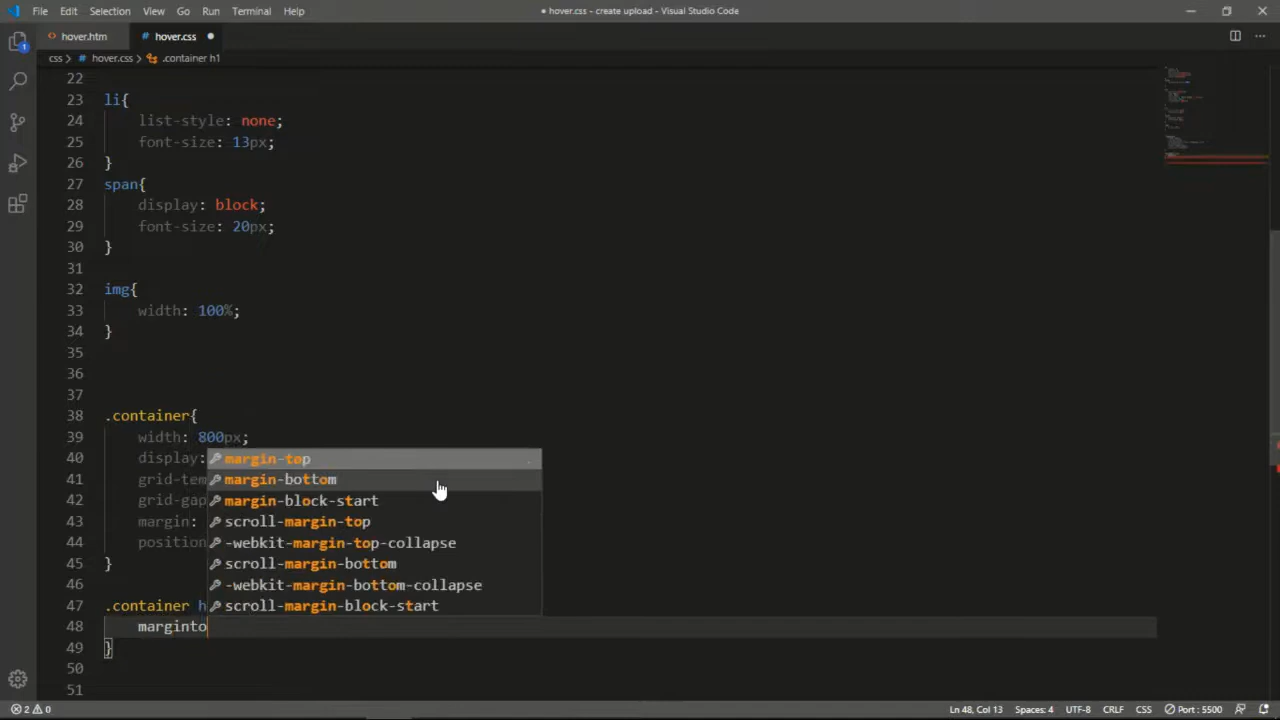 File Edit Selection View Go Run Terminal Help
● hover.css - create upload - Visual Studio Code
hover.htm # hover.css ●
css > # hover.css > .container h1
22
23 li{
24 list-style: none;
25 font-size: 13px;
26 }
27 span{
28 display: block;
29 font-size: 20px;
30 }
31
32 img{
33 width: 100%;
34 }
35
36
37
38 .container{
39 width: 800px;
40 display:
41 grid-tem
42 grid-gap
43 margin:
44 position
45 }
46
47 .container h
48 marginto
49 }
50
51
margin-top
margin-bottom
margin-block-start
scroll-margin-top
-webkit-margin-top-collapse
scroll-margin-bottom
-webkit-margin-bottom-collapse
scroll-margin-block-start
1
2 0 Ln 48, Col 13 Spaces: 4 UTF-8 CRLF CSS Port : 5500